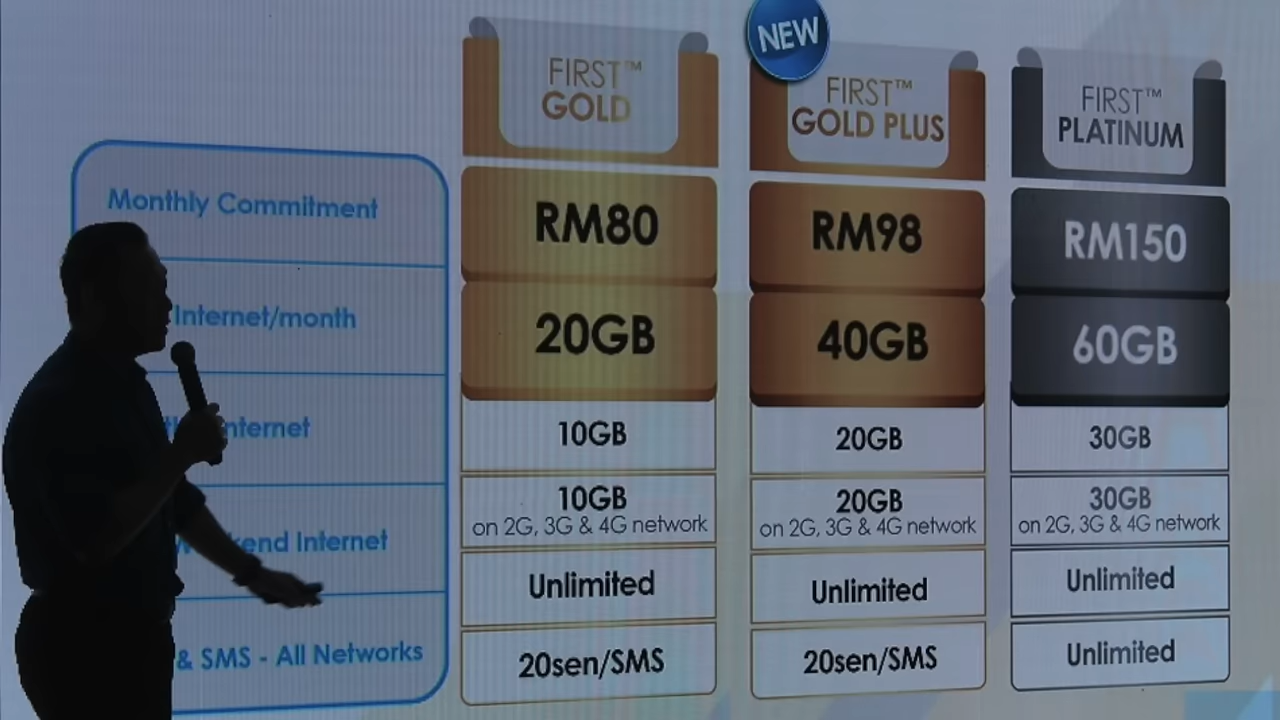 NEW
FIRST™
GOLD
FIRST™
GOLD PLUS
FIRST™
PLATINUM
Monthly Commitment
RM80
RM98
RM150
Internet/month
20GB
40GB
60GB
Internet
10GB
20GB
30GB
Weekend Internet
10GB
on 2G, 3G & 4G network
20GB
on 2G, 3G & 4G network
30GB
on 2G, 3G & 4G network
Unlimited
Unlimited
Unlimited
& SMS - All Networks
20sen/SMS
20sen/SMS
Unlimited